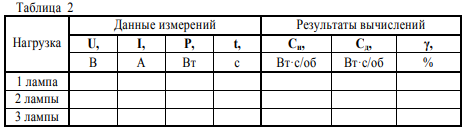 Таблица 2
Нагрузка Данные измерений Результаты вычислений
U, I, P, t, Cн, Cд, γ,
В А Вт с Вт·с/об Вт·с/об %
1 лампа
2 лампы
3 лампы